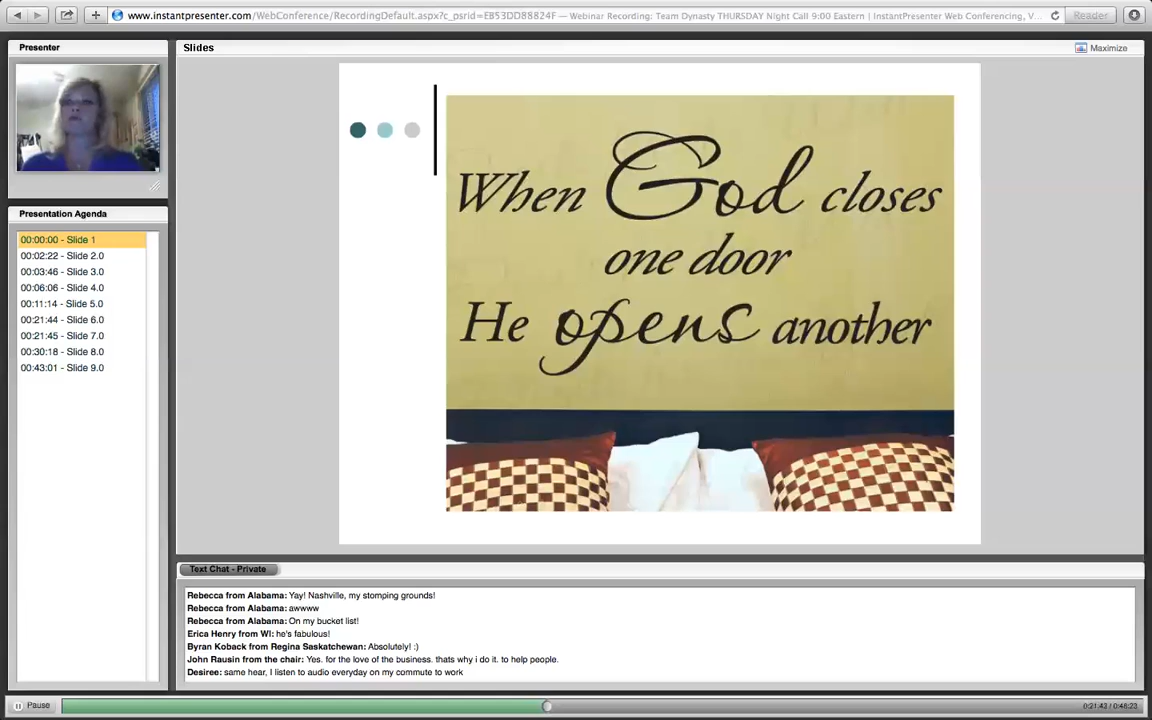 www.instantpresenter.com/WebConference/RecordingDefault.aspx?c_psrid=EB53DD88824F — Webinar Recording: Team Dynasty THURSDAY Night Call 9:00 Eastern | InstantPresenter Web Conferencing, V...
Reader
Presenter
Slides
Maximize
When God closes
one door
He opens another
Presentation Agenda
00:00:00 - Slide 1
00:02:22 - Slide 2.0
00:03:46 - Slide 3.0
00:06:06 - Slide 4.0
00:11:14 - Slide 5.0
00:21:44 - Slide 6.0
00:21:45 - Slide 7.0
00:30:18 - Slide 8.0
00:43:01 - Slide 9.0
Text Chat - Private
Rebecca from Alabama: Yay! Nashville, my stomping grounds!
Rebecca from Alabama: awwww
Rebecca from Alabama: On my bucket list!
Erica Henry from WI: he's fabulous!
Byran Koback from Regina Saskatchewan: Absolutely! :)
John Rausin from the chair: Yes. for the love of the business. thats why i do it. to help people.
Desiree: same hear, I listen to audio everyday on my commute to work
Pause
0:21:43 / 0:46:23